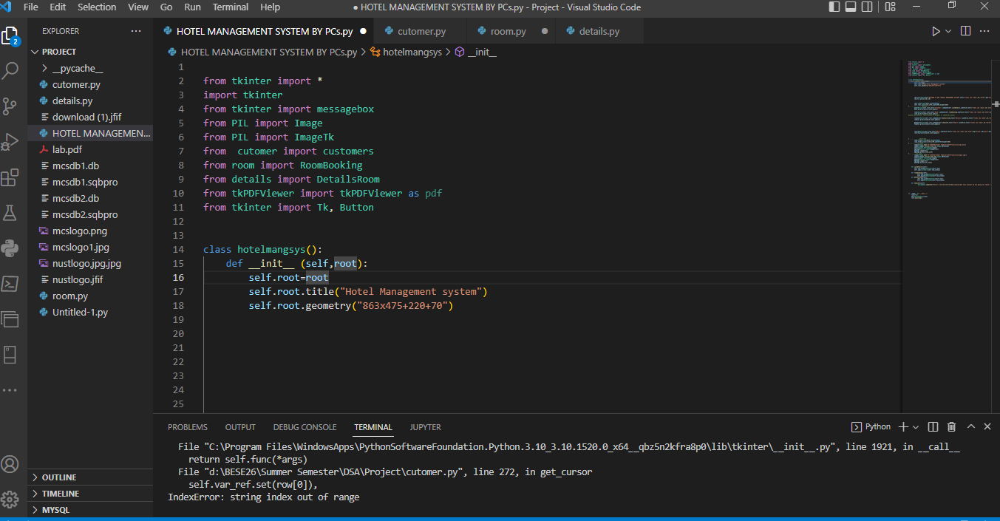 File Edit Selection View Go Run Terminal Help
● HOTEL MANAGEMENT SYSTEM BY PCs.py - Project - Visual Studio Code
2
EXPLORER
PROJECT
__pycache__
cutomer.py
details.py
download (1).jfif
HOTEL MANAGEMEN...
lab.pdf
mcsdb1.db
mcsdb1.sqbpro
mcsdb2.db
mcsdb2.sqbpro
mcslogo.png
mcslogo1.jpg
nustlogo.jpg.jpg
nustlogo.jfif
room.py
Untitled-1.py
OUTLINE
TIMELINE
MYSQL
HOTEL MANAGEMENT SYSTEM BY PCs.py ● cutomer.py room.py ● details.py
HOTEL MANAGEMENT SYSTEM BY PCs.py > hotelmangsys > __init__
1
2 from tkinter import *
3 import tkinter
4 from tkinter import messagebox
5 from PIL import Image
6 from PIL import ImageTk
7 from  cutomer import customers
8 from room import RoomBooking
9 from details import DetailsRoom
10 from tkPDFViewer import tkPDFViewer as pdf
11 from tkinter import Tk, Button
12
13
14 class hotelmangsys():
15     def __init__ (self,root):
16         self.root=root
17         self.root.title("Hotel Management system")
18         self.root.geometry("863x475+220+70")
19
20
21
22
23
24
25
PROBLEMS OUTPUT DEBUG CONSOLE TERMINAL JUPYTER
Python
File "C:\Program Files\WindowsApps\PythonSoftwareFoundation.Python.3.10_3.10.1520.0_x64__qbz5n2kfra8p0\lib\tkinter\__init__.py", line 1921, in __call__
return self.func(*args)
File "d:\BESE26\Summer Semester\DSA\Project\cutomer.py", line 272, in get_cursor
self.var_ref.set(row[0]),
IndexError: string index out of range